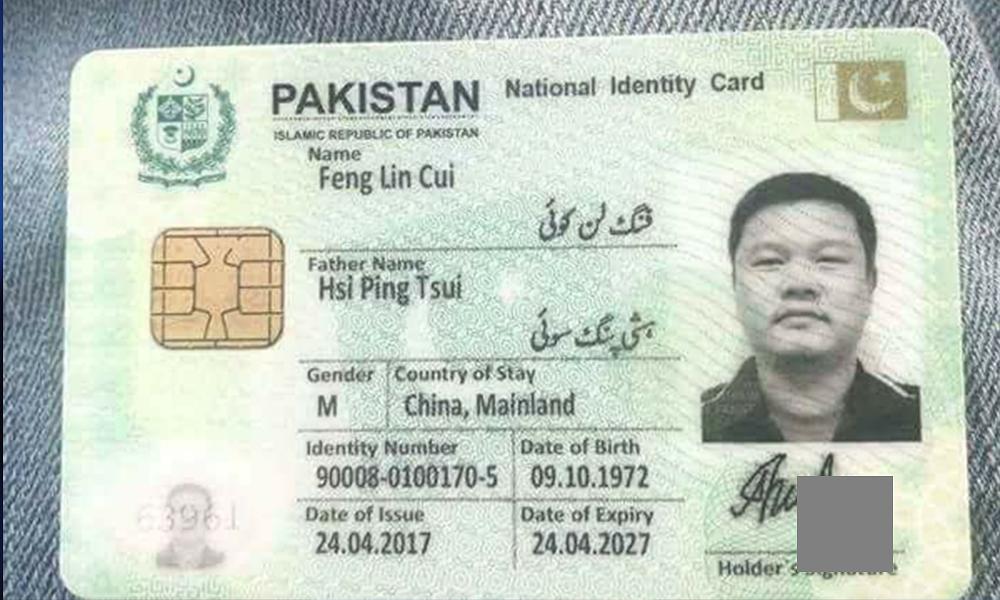 PAKISTAN National Identity Card
ISLAMIC REPUBLIC OF PAKISTAN
Name
Feng Lin Cui
فنگ لن کوئی
Father Name
Hsi Ping Tsui
ہشی پنگ سوئی
Gender Country of Stay
M China, Mainland
Identity Number Date of Birth
90008-0100170-5 09.10.1972
Date of Issue Date of Expiry
24.04.2017 24.04.2027
63961
Holder's Signature